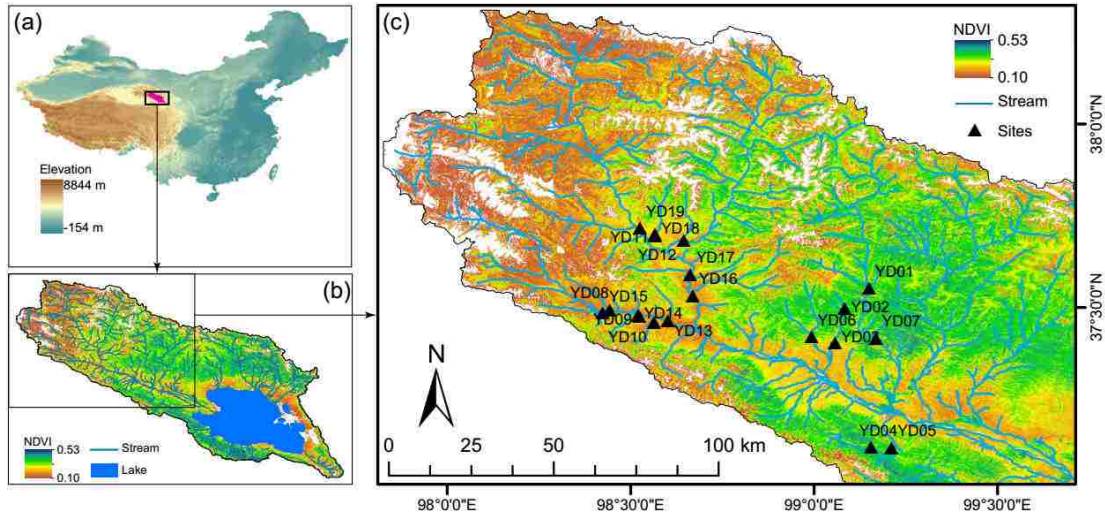 (a)
Elevation
8844 m
-154 m
(b)
NDVI
0.53
0.10
Stream
Lake
(c)
NDVI
0.53
0.10
Stream
Sites
YD19
YD11
YD18
YD12
YD17
YD16
YD01
YD08
YD15
YD02
YD09
YD14
YD06
YD07
YD10
YD13
YD04
YD05
N
0 25 50 100 km
38°0'0"N
37°30'0"N
98°0'0"E
98°30'0"E
99°0'0"E
99°30'0"E